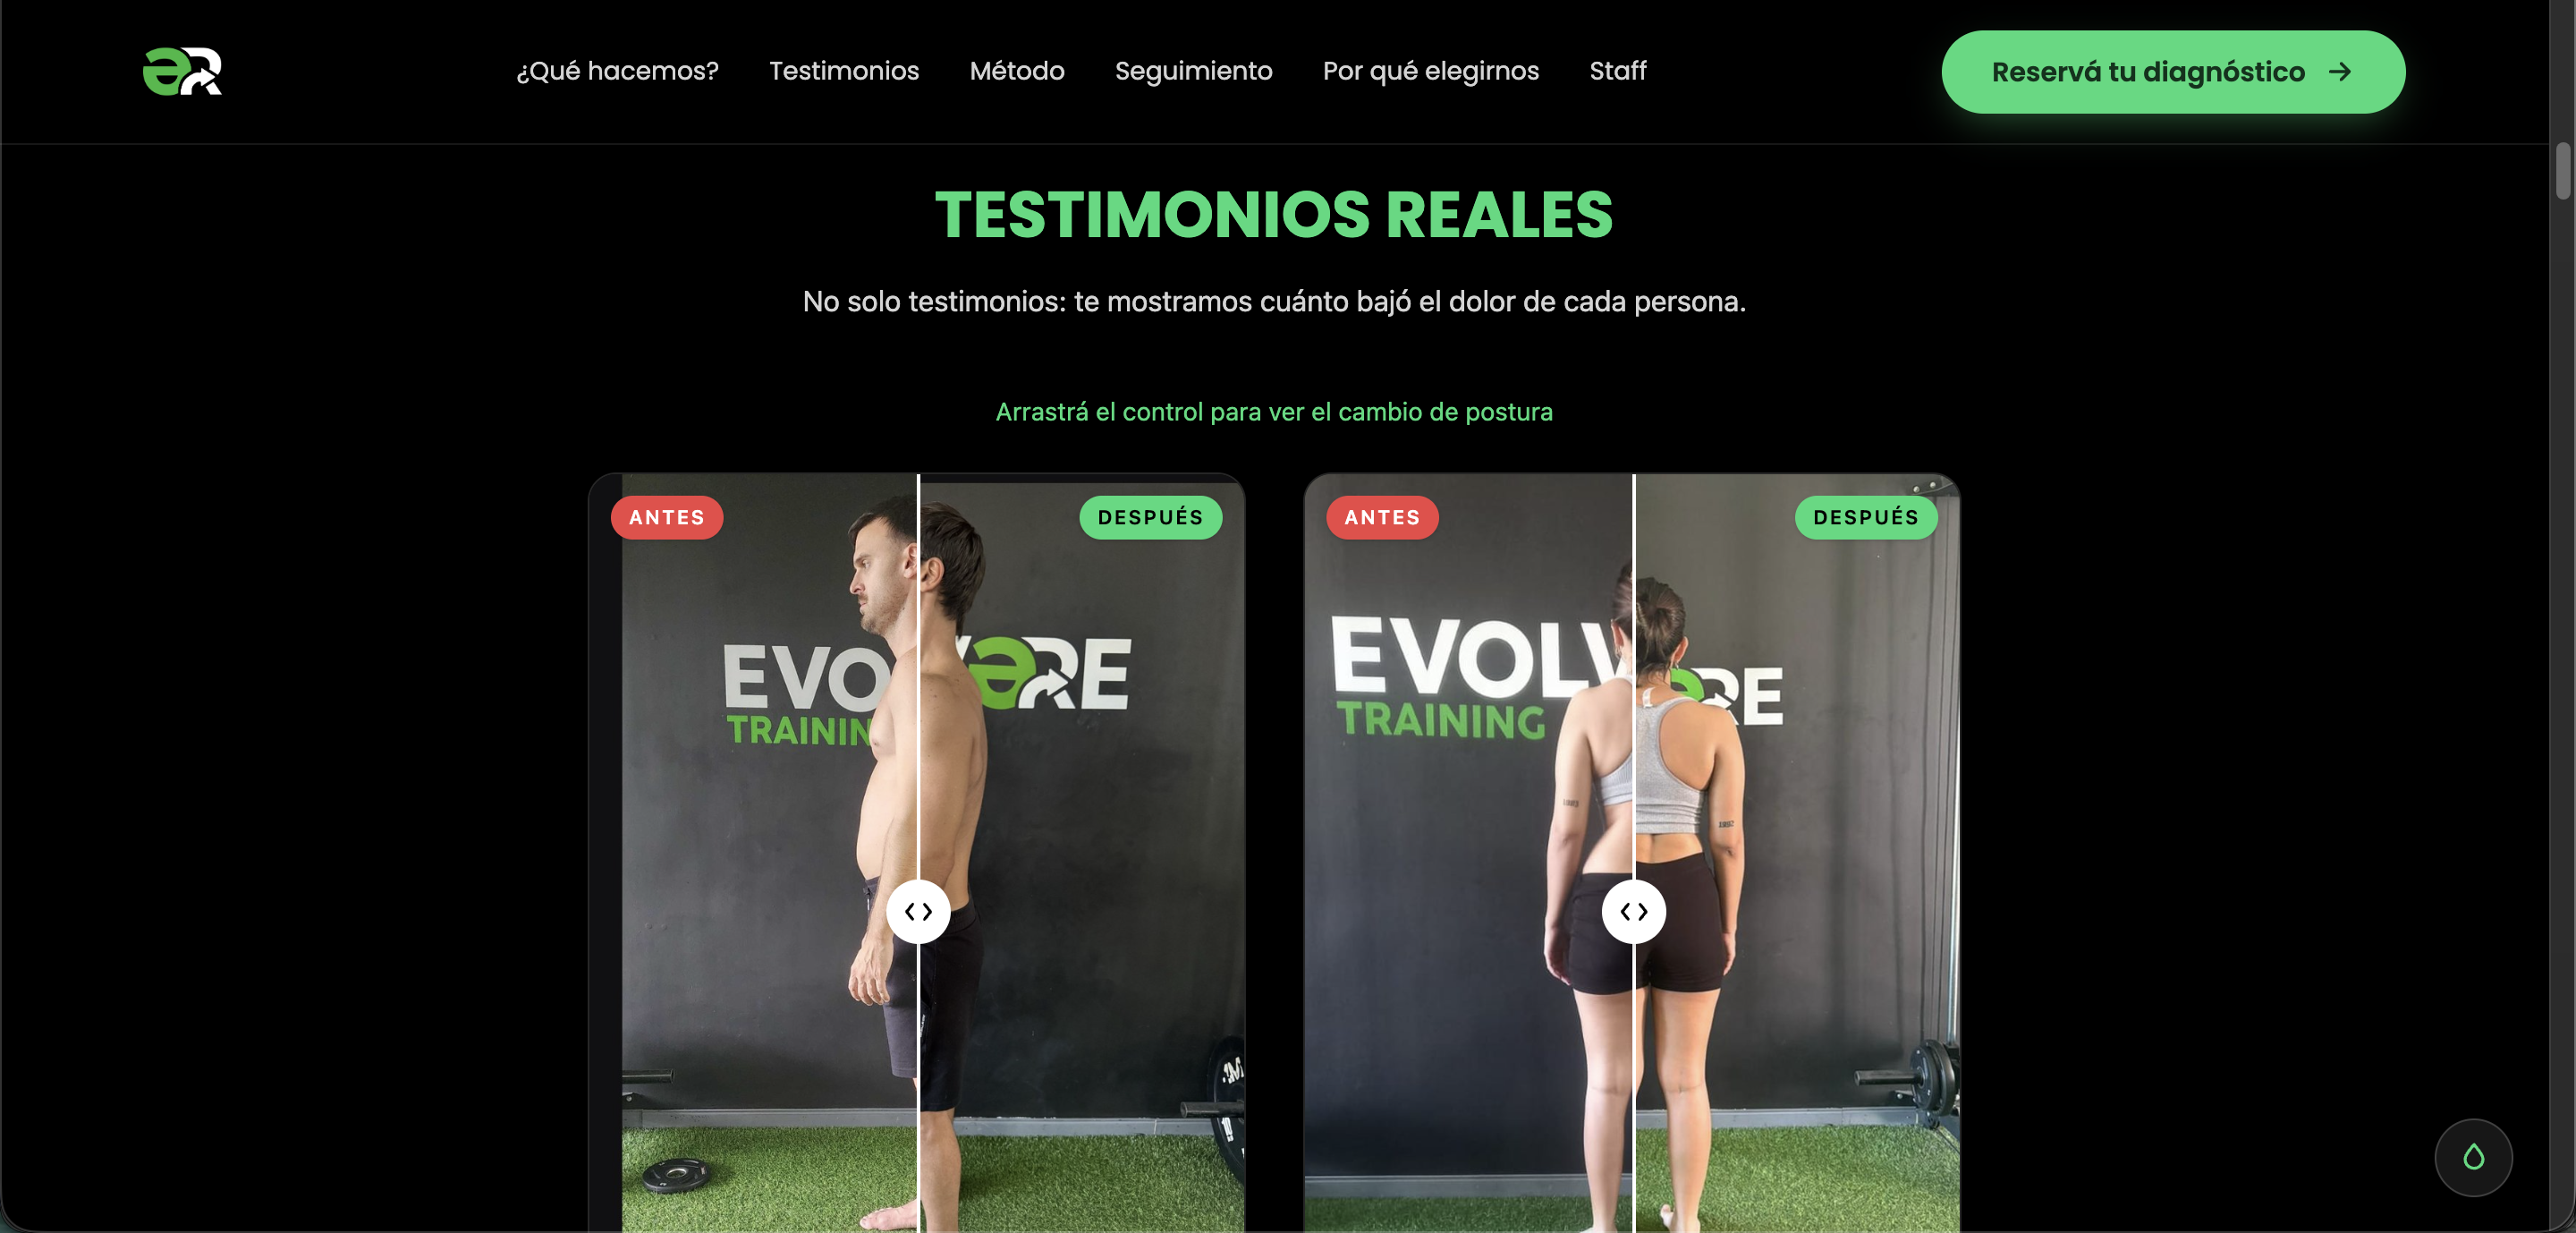 ¿Qué hacemos? Testimonios Método Seguimiento Por qué elegirnos Staff Reservá tu diagnóstico →
TESTIMONIOS REALES
No solo testimonios: te mostramos cuánto bajó el dolor de cada persona.
Arrastrá el control para ver el cambio de postura
ANTES DESPUÉS
EVO RE
TRAININ
ANTES DESPUÉS
EVOLV RE
TRAINING